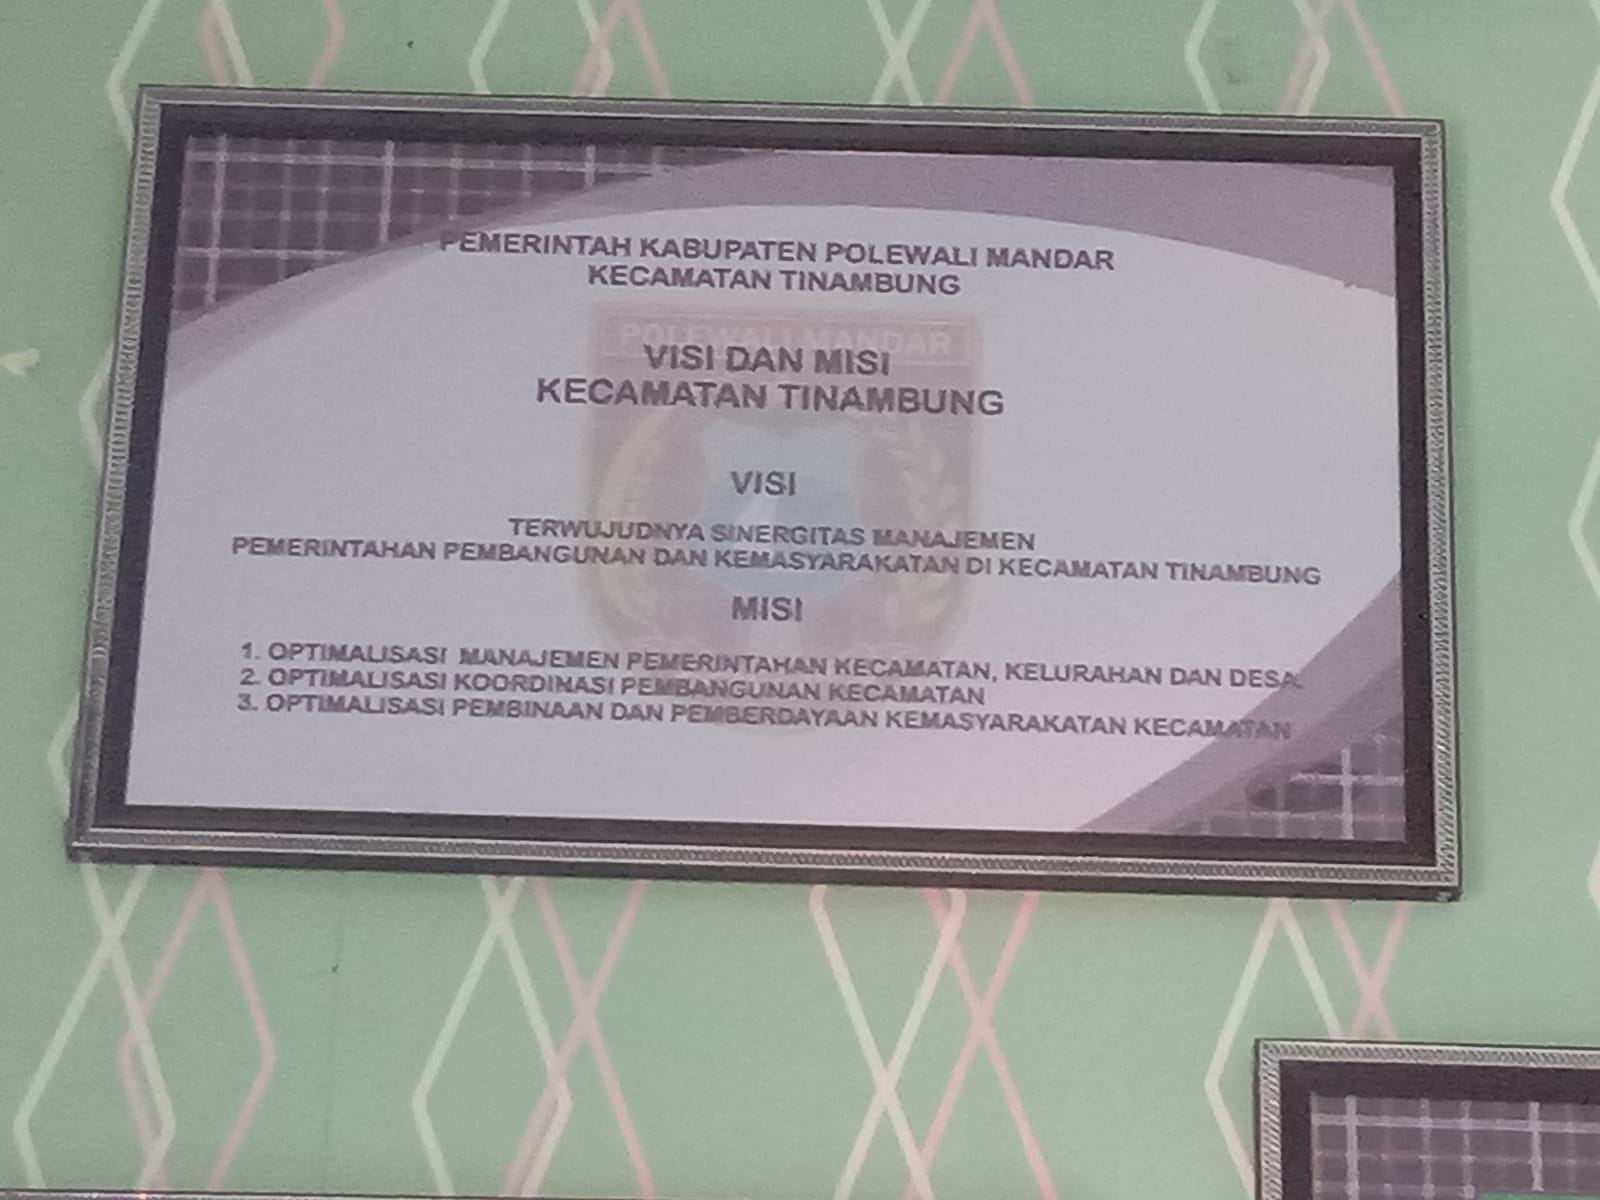 PEMERINTAH KABUPATEN POLEWALI MANDAR
KECAMATAN TINAMBUNG
POLEWALI MANDAR
VISI DAN MISI
KECAMATAN TINAMBUNG
VISI
TERWUJUDNYA SINERGITAS MANAJEMEN
PEMERINTAHAN PEMBANGUNAN DAN KEMASYARAKATAN DI KECAMATAN TINAMBUNG
MISI
1. OPTIMALISASI MANAJEMEN PEMERINTAHAN KECAMATAN, KELURAHAN DAN DESA.
2. OPTIMALISASI KOORDINASI PEMBANGUNAN KECAMATAN
3. OPTIMALISASI PEMBINAAN DAN PEMBERDAYAAN KEMASYARAKATAN KECAMATAN